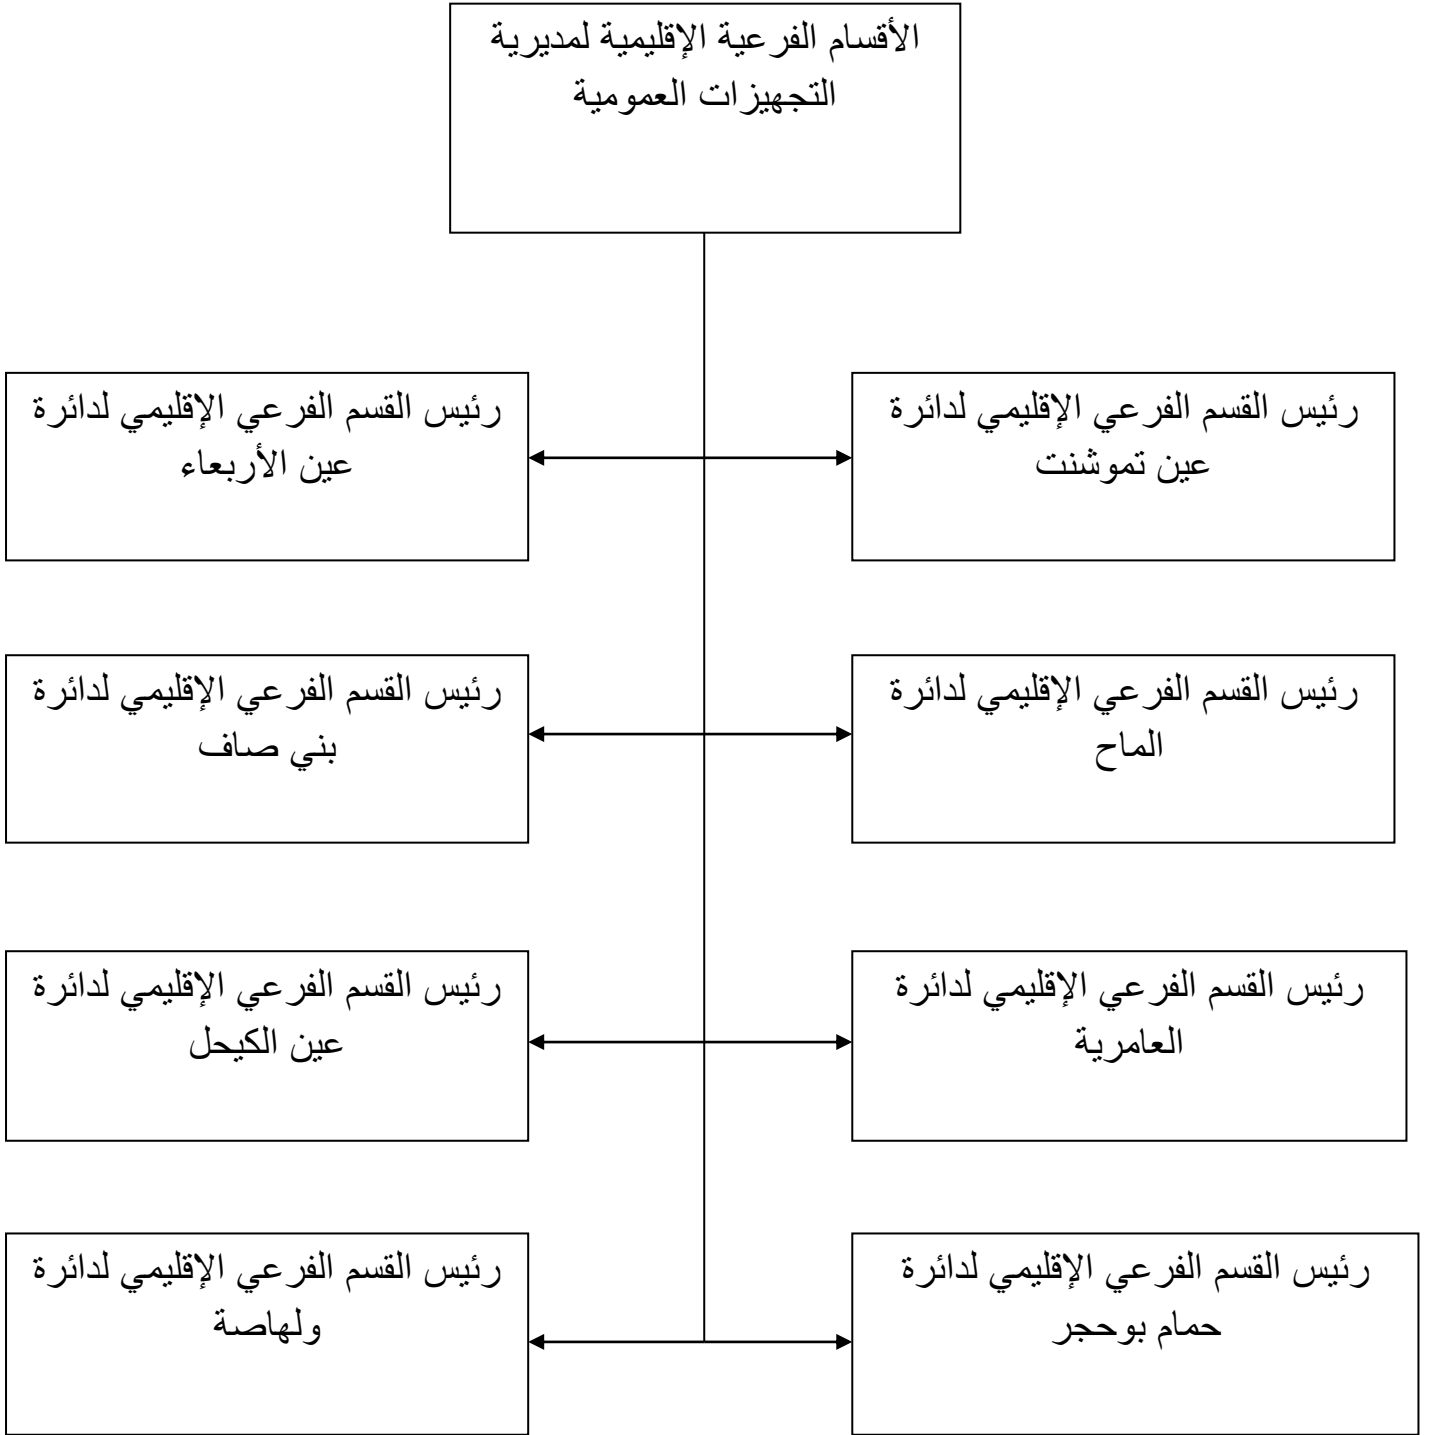 الأقسام الفرعية الإقليمية لمديرية
التجهيزات العمومية
رئيس القسم الفرعي الإقليمي لدائرة
عين تموشنت
رئيس القسم الفرعي الإقليمي لدائرة
عين الأربعاء
رئيس القسم الفرعي الإقليمي لدائرة
الماح
رئيس القسم الفرعي الإقليمي لدائرة
بني صاف
رئيس القسم الفرعي الإقليمي لدائرة
العامرية
رئيس القسم الفرعي الإقليمي لدائرة
عين الكيحل
رئيس القسم الفرعي الإقليمي لدائرة
حمام بوحجر
رئيس القسم الفرعي الإقليمي لدائرة
ولهاصة